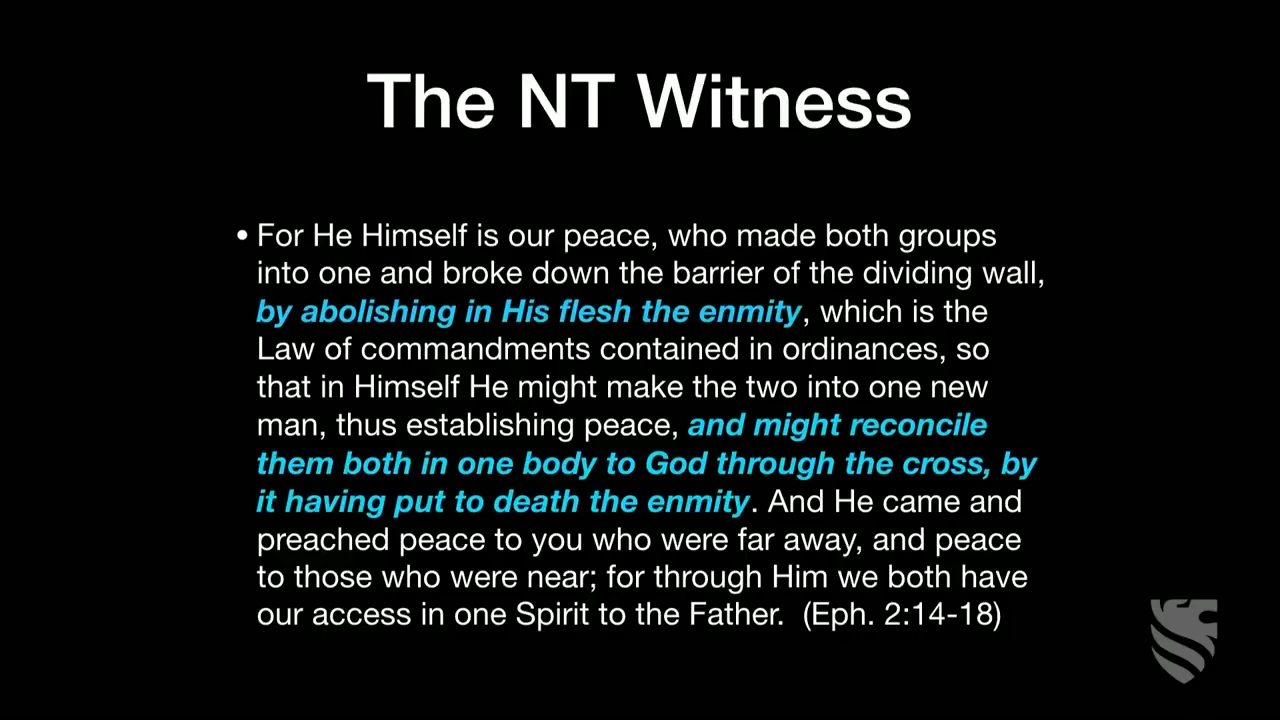 The NT Witness
• For He Himself is our peace, who made both groups
into one and broke down the barrier of the dividing wall,
by abolishing in His flesh the enmity, which is the
Law of commandments contained in ordinances, so
that in Himself He might make the two into one new
man, thus establishing peace, and might reconcile
them both in one body to God through the cross, by
it having put to death the enmity. And He came and
preached peace to you who were far away, and peace
to those who were near; for through Him we both have
our access in one Spirit to the Father.  (Eph. 2:14-18)